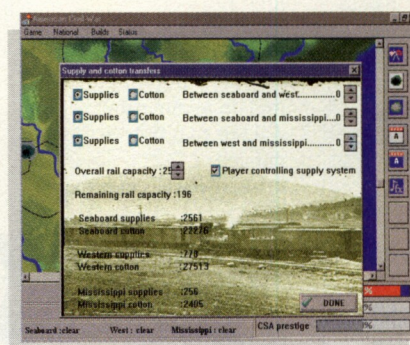 American Civil War
Game National Builds Status
Supply and cotton transfers
Supplies Cotton Between seaboard and west.............0
Supplies Cotton Between seaboard and mississippi....0
Supplies Cotton Between west and mississippi.........0
Overall rail capacity :29 Player controlling supply system
Remaining rail capacity :196
Seaboard supplies :2561
Seaboard cotton :22276
Western supplies :770
Western cotton :27513
Mississippi supplies :256
Mississippi cotton :2405
DONE
Seaboard :clear West : clear Mississippi : clear CSA prestige